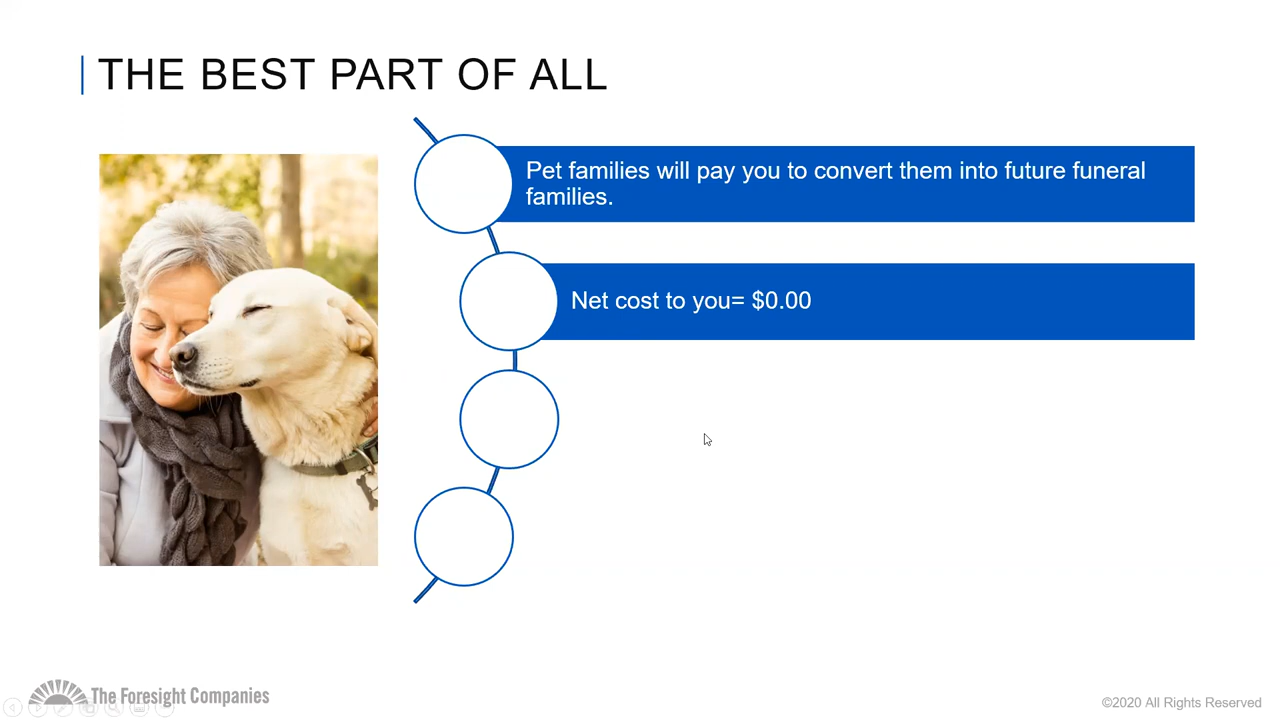 THE BEST PART OF ALL
Pet families will pay you to convert them into future funeral
families.
Net cost to you= $0.00
The Foresight Companies
©2020 All Rights Reserved